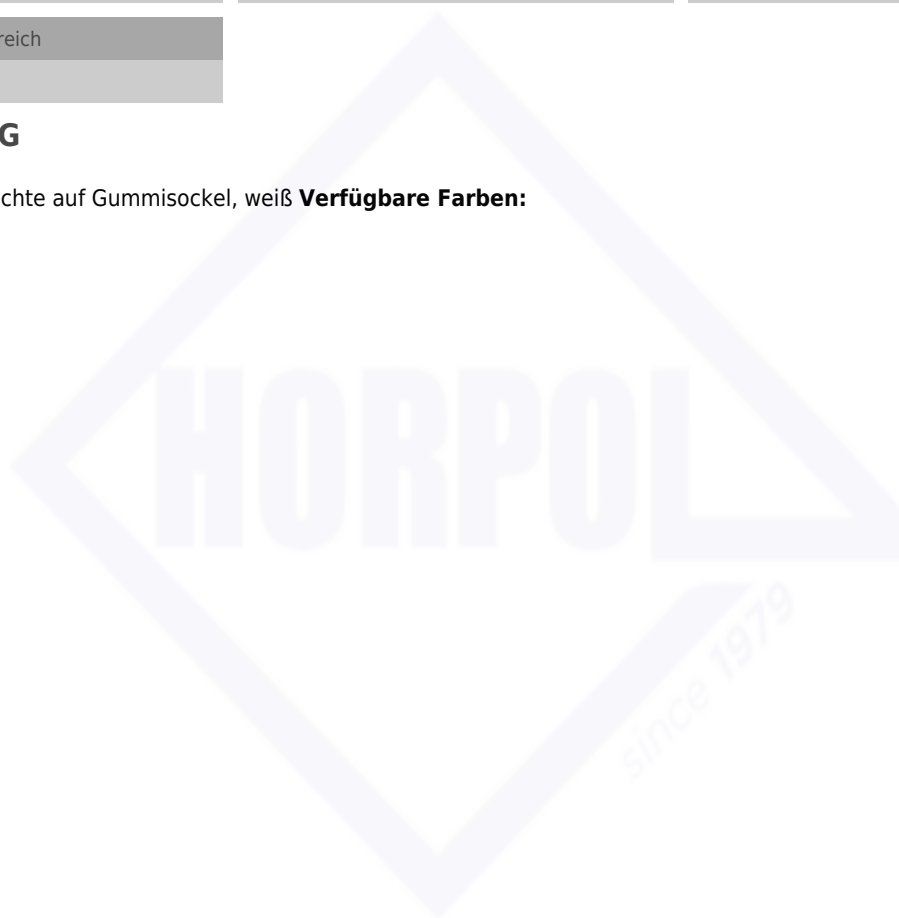 reich
G
chte auf Gummisockel, weiß Verfügbare Farben:
HORPOL
since 1979